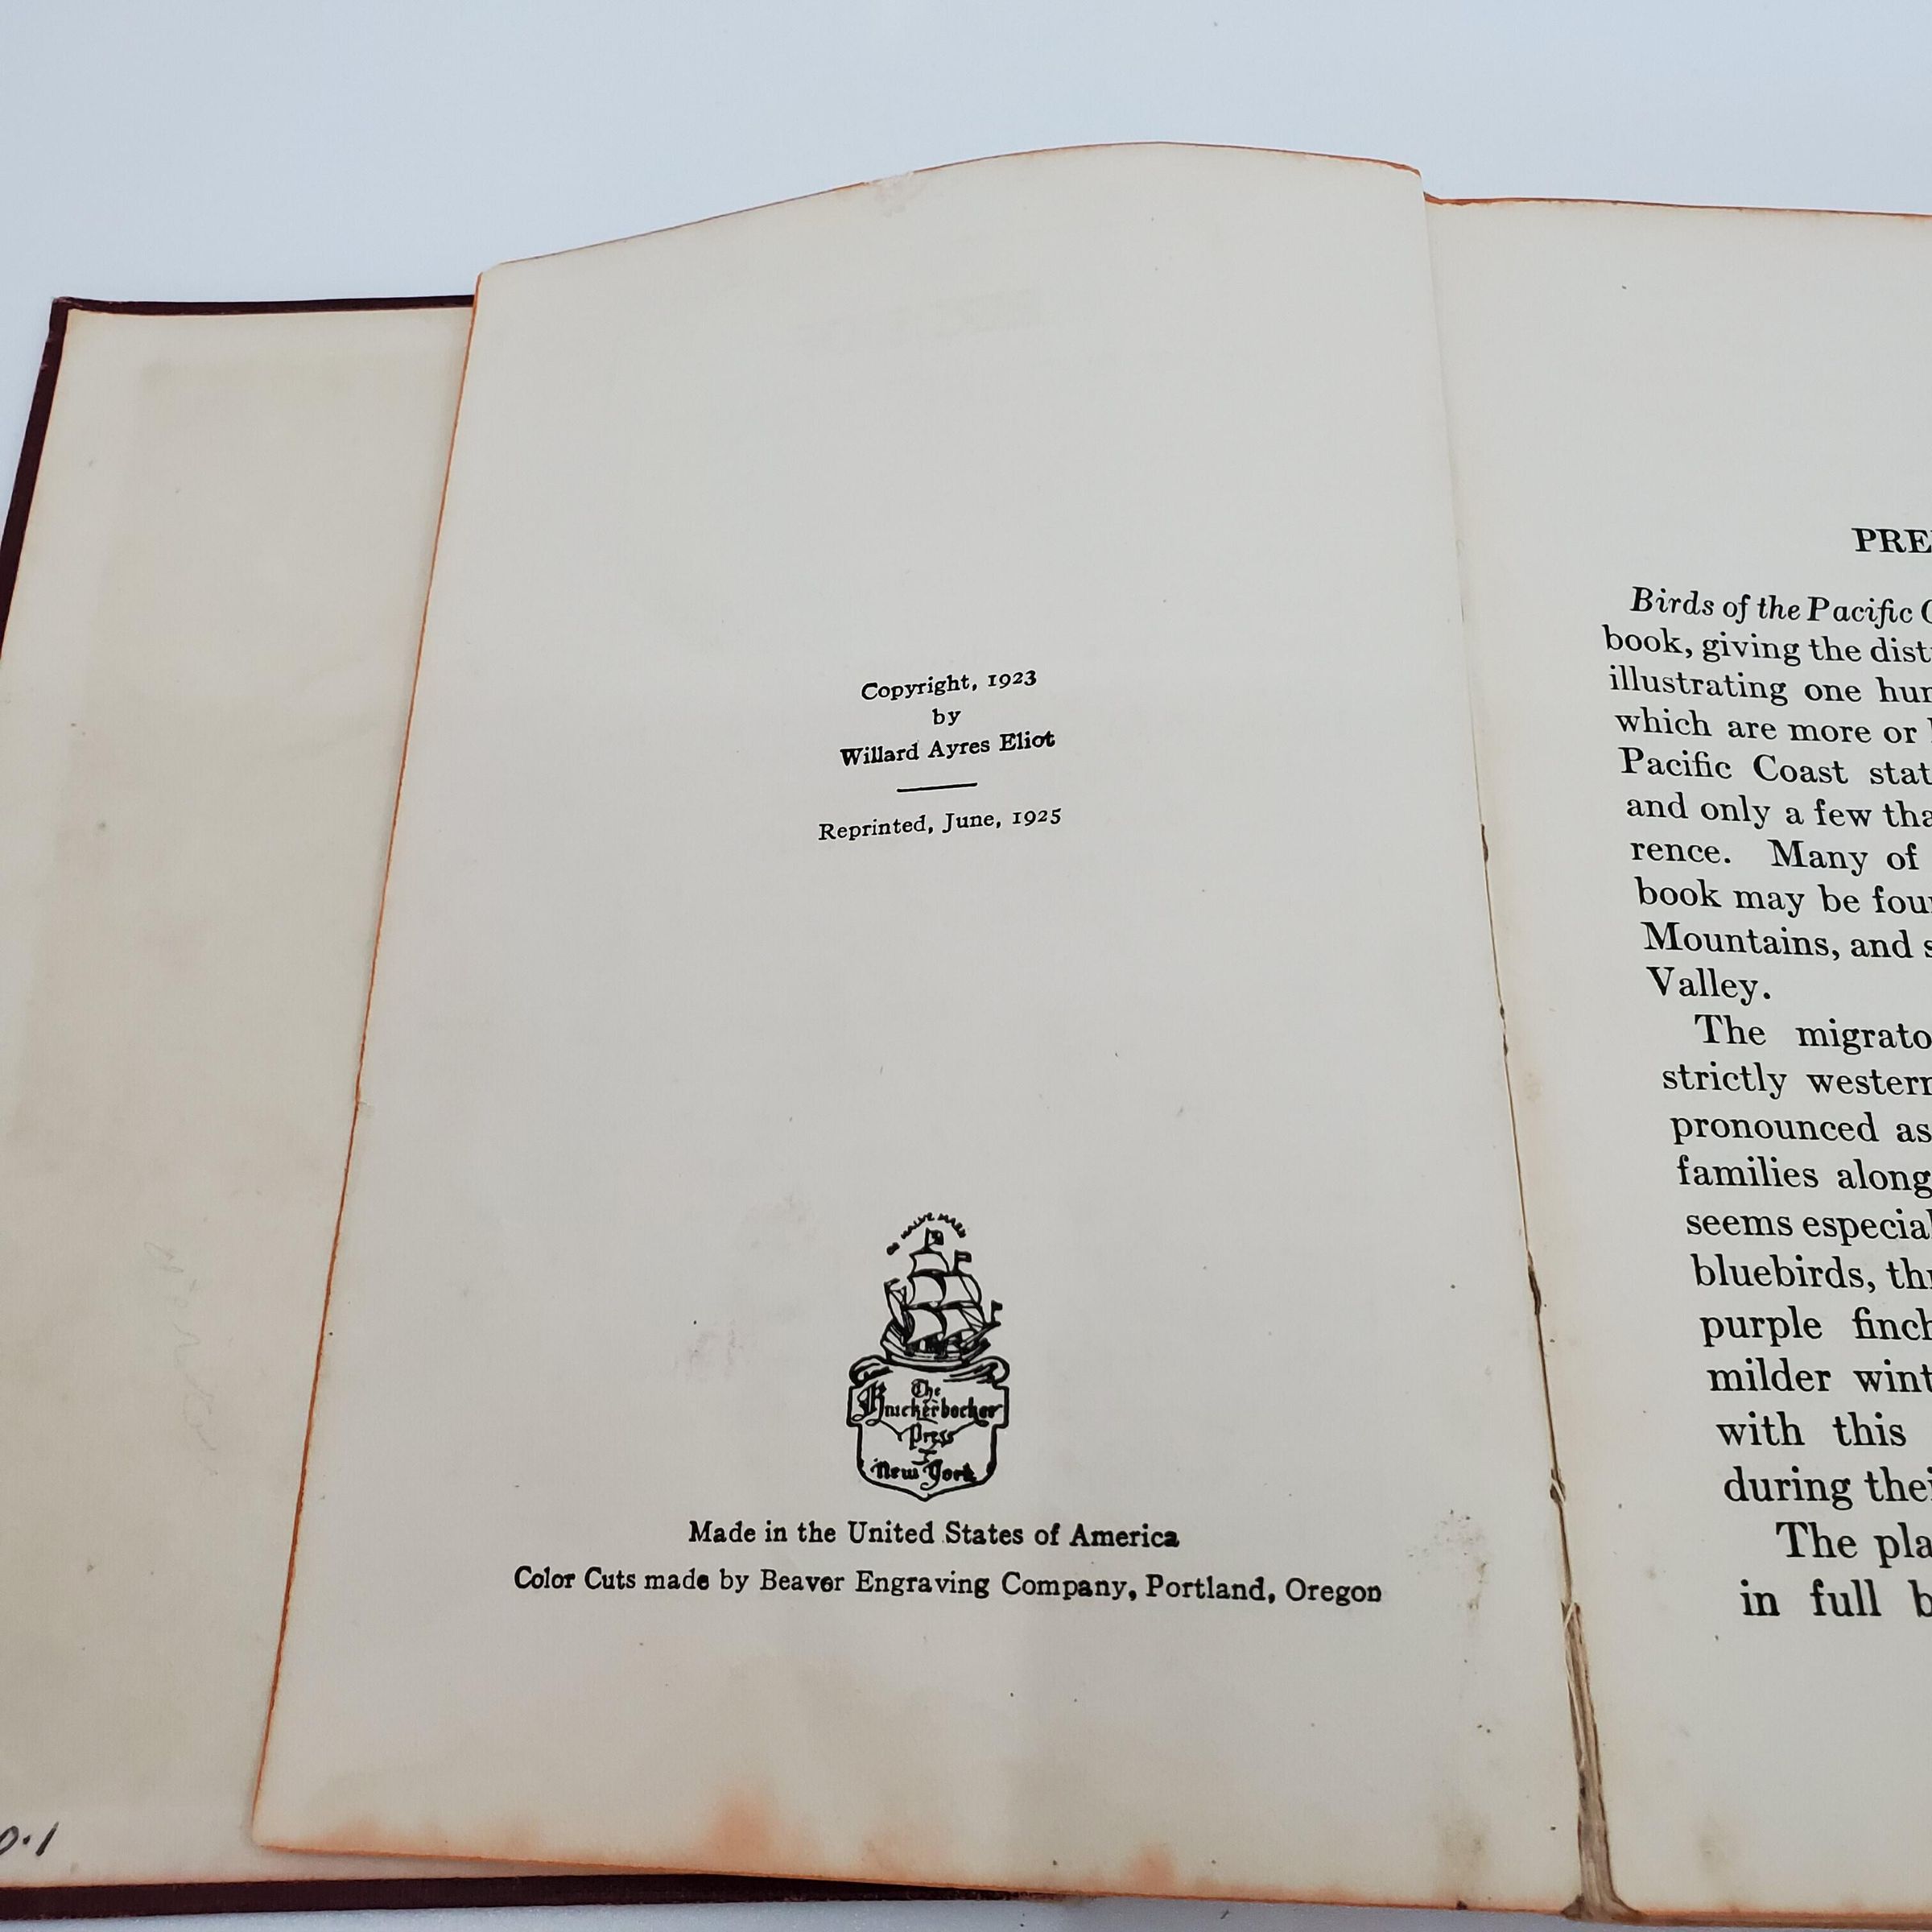 Copyright, 1923
by
Willard Ayres Eliot
Reprinted, June, 1925
The
Knickerbocker
Press
New York
Made in the United States of America
Color Cuts made by Beaver Engraving Company, Portland, Oregon
PRE
Birds of the Pacific
book, giving the dist
illustrating one hun
which are more or
Pacific Coast stat
and only a few tha
rence. Many of
book may be fou
Mountains, and s
Valley.
The migrato
strictly western
pronounced as
families along
seems especial
bluebirds, thr
purple finch
milder wint
with this
during thei
The pla
in full b
0.1